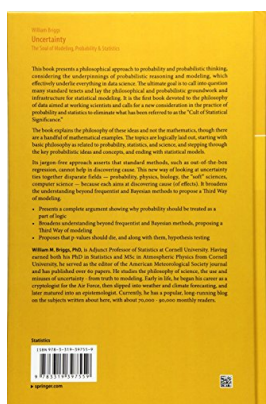 William Briggs
Uncertainty
The Soul of Modeling, Probability & Statistics
This book presents a philosophical approach to probability and probabilistic thinking,
considering the underpinnings of probabilistic reasoning and modeling, which
effectively underlie everything in data science. The ultimate goal is to call into question
many standard tenets and lay the philosophical and probabilistic groundwork and
infrastructure for statistical modeling. It is the first book devoted to the philosophy
of data aimed at working scientists and calls for a new consideration in the practice of
probability and statistics to eliminate what has been referred to as the "Cult of Statistical
Significance."
The book explains the philosophy of these ideas and not the mathematics, though there
are a handful of mathematical examples. The topics are logically laid out, starting with
basic philosophy as related to probability, statistics, and science, and stepping through
the key probabilistic ideas and concepts, and ending with statistical models.
Its jargon-free approach asserts that standard methods, such as out-of-the-box
regression, cannot help in discovering cause. This new way of looking at uncertainty
ties together disparate fields — probability, physics, biology, the "soft" sciences,
computer science — because each aims at discovering cause (of effects). It broadens
the understanding beyond frequentist and Bayesian methods to propose a Third Way
of modeling.
• Presents a complete argument showing why probability should be treated as a
part of logic
• Broadens understanding beyond frequentist and Bayesian methods, proposing a
Third Way of modeling
• Proposes that p-values should die, and along with them, hypothesis testing
William M. Briggs, PhD, is Adjunct Professor of Statistics at Cornell University. Having
earned both his PhD in Statistics and MSc in Atmospheric Physics from Cornell
University, he served as the editor of the American Meteorological Society journal
and has published over 60 papers. He studies the philosophy of science, the use and
misuses of uncertainty - from truth to modeling. Early in life, he began his career as a
cryptologist for the Air Force, then slipped into weather and climate forecasting, and
later matured into an epistemologist. Currently, he has a popular, long-running blog
on the subjects written about here, with about 70,000 - 90,000 monthly readers.
Statistics
ISBN 978-3-319-39755-9
9 783319 397559
springer.com